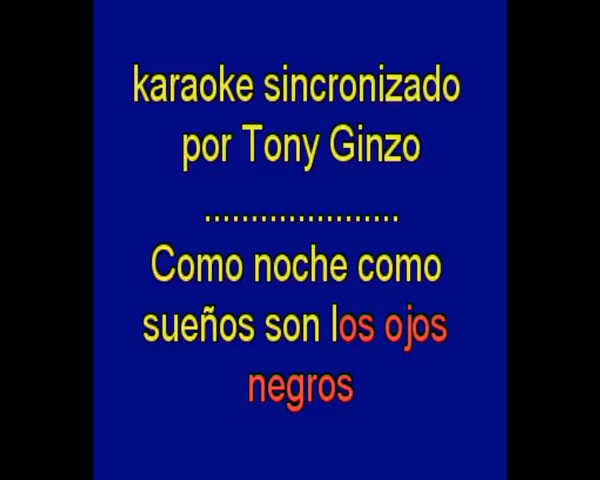 karaoke sincronizado
por Tony Ginzo
.....................
Como noche como
sueños son los ojos
negros